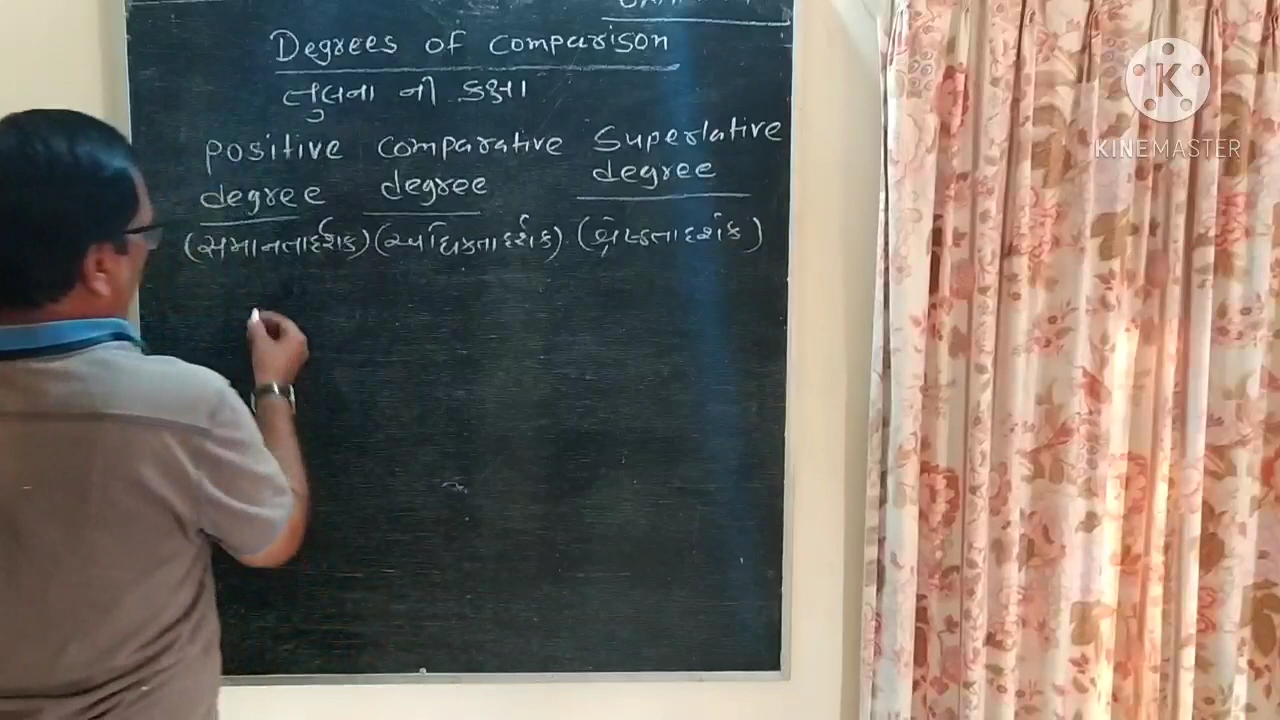 Degrees of comparison
તુલના ની કક્ષા
positive comparative superlative
degree degree degree
(સમાનતાદર્શક) (અધિકતાદર્શક) (શ્રેષ્ઠતાદર્શક)
K
KINEMASTER